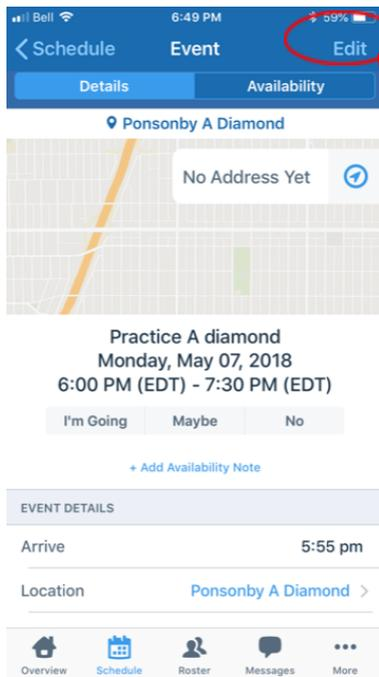 Bell 6:49 PM 59%
Schedule Event Edit
Details Availability
Ponsonby A Diamond
No Address Yet
Practice A diamond
Monday, May 07, 2018
6:00 PM (EDT) - 7:30 PM (EDT)
I'm Going Maybe No
+ Add Availability Note
EVENT DETAILS
Arrive 5:55 pm
Location Ponsonby A Diamond
Overview Schedule Roster Messages More